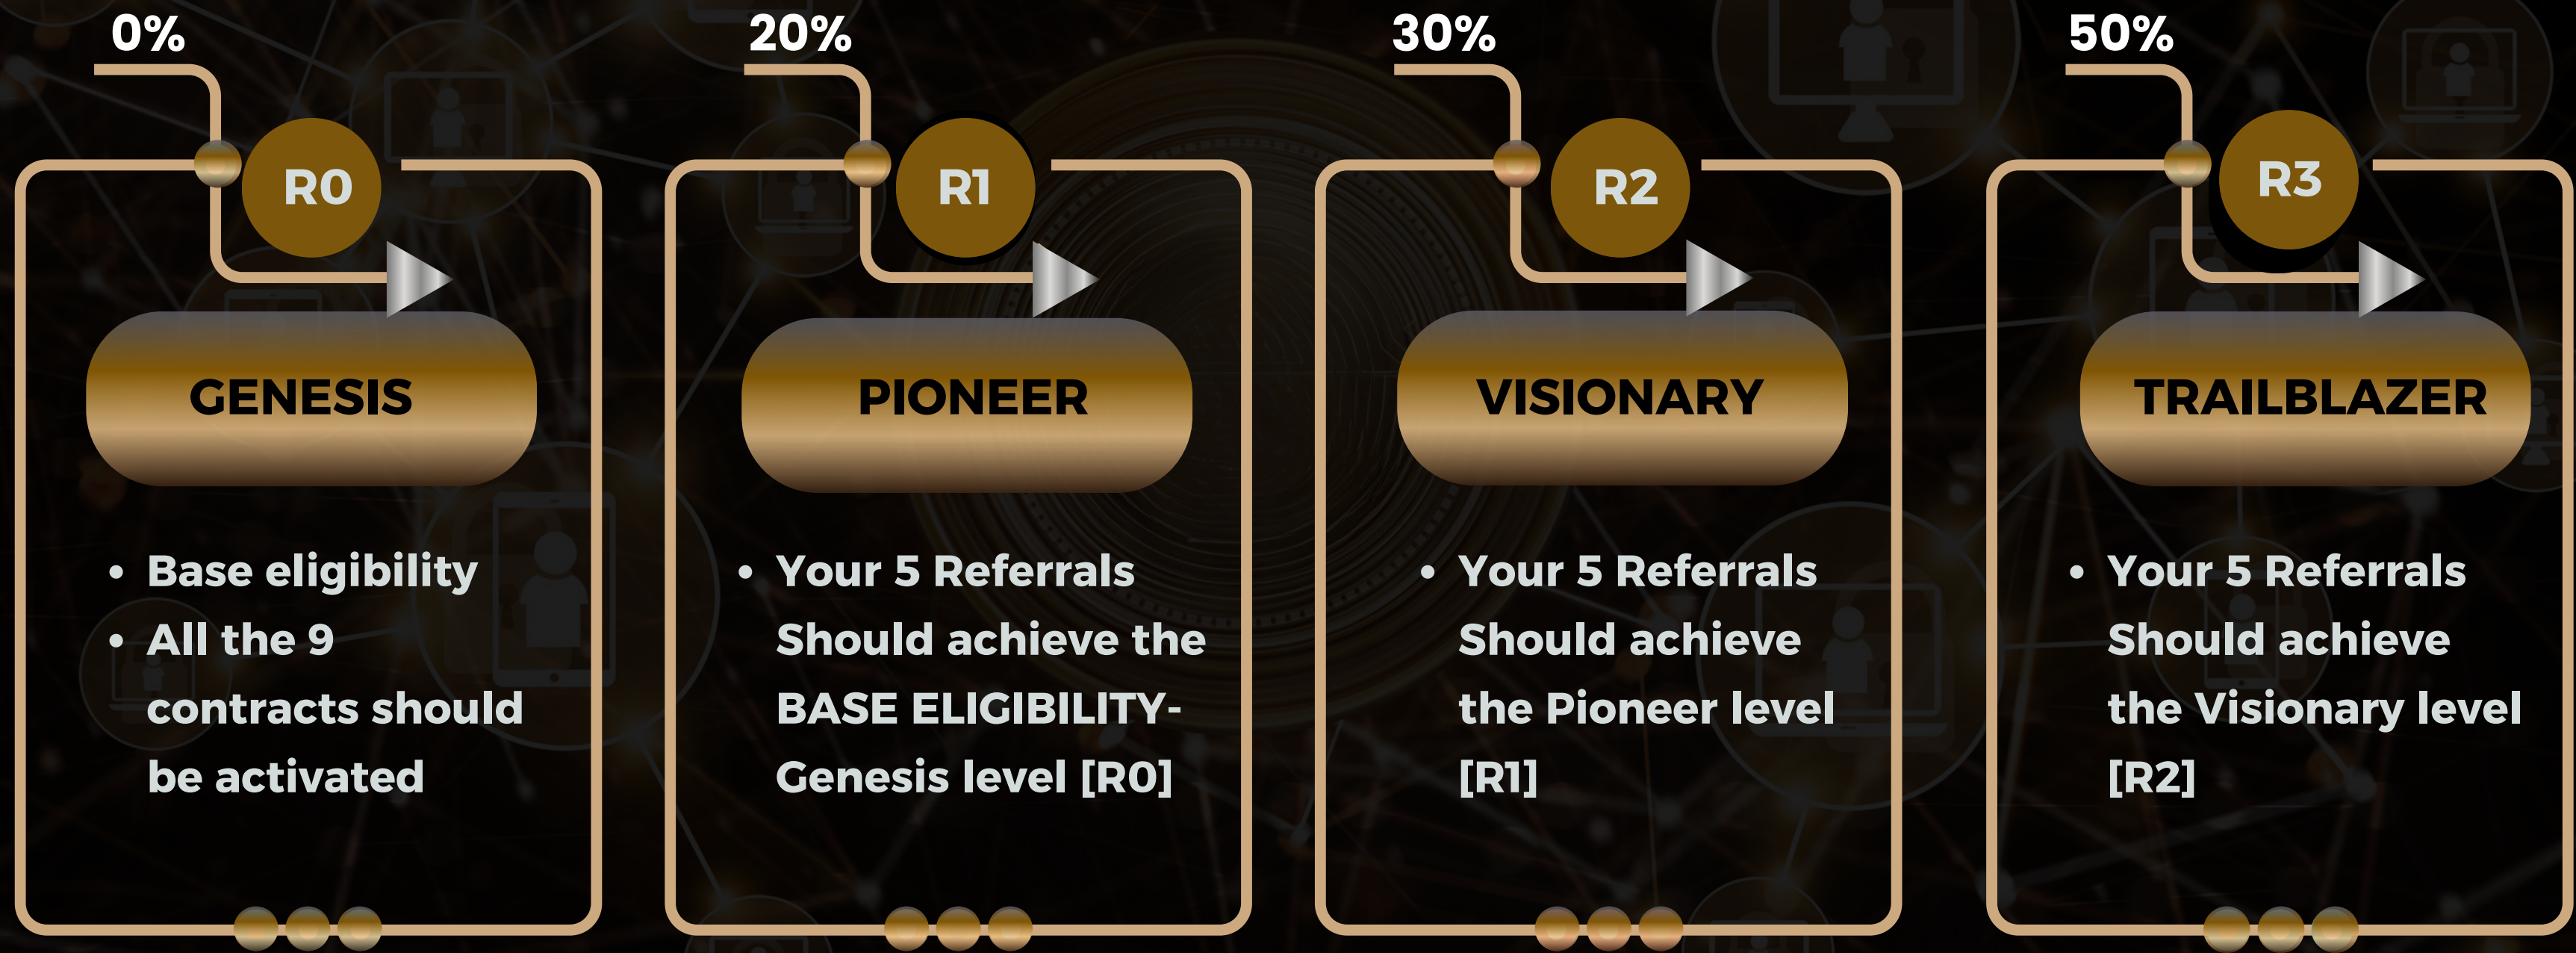 0%
R0
GENESIS
• Base eligibility
• All the 9
contracts should
be activated
20%
R1
PIONEER
• Your 5 Referrals
Should achieve the
BASE ELIGIBILITY-
Genesis level [R0]
30%
R2
VISIONARY
• Your 5 Referrals
Should achieve
the Pioneer level
[R1]
50%
R3
TRAILBLAZER
• Your 5 Referrals
Should achieve
the Visionary level
[R2]